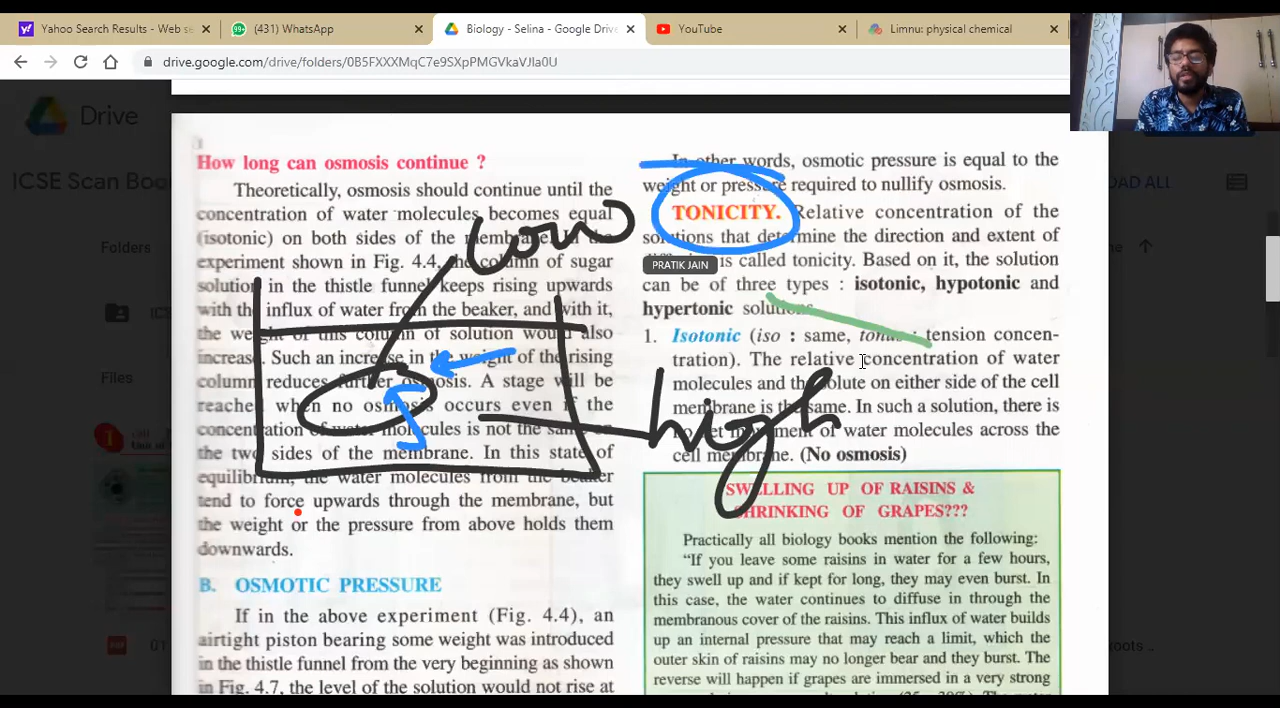 Yahoo Search Results - Web se
(431) WhatsApp
Biology - Selina - Google Drive
YouTube
Limnu: physical chemical
drive.google.com/drive/folders/0B5FXXXMqC7e9SXpPMGVkaVJIa0U
Drive
ICSE Scan Boo
Folders
Files
How long can osmosis continue ?
Theoretically, osmosis should continue until the
concentration of water molecules becomes equal
(isotonic) on both sides of the membrane. In the
experiment shown in Fig. 4.4, the column of sugar
solution in the thistle funnel keeps rising upwards
with the influx of water from the beaker, and with it,
the weight of this column of solution would also
increase. Such an increase in the weight of the rising
column reduces further osmosis. A stage will be
reached when no osmosis occurs even if the
concentration of water molecules is not the same on
the two sides of the membrane. In this state of
equilibrium, the water molecules from the beaker
tend to force upwards through the membrane, but
the weight or the pressure from above holds them
downwards.
B. OSMOTIC PRESSURE
If in the above experiment (Fig. 4.4), an
airtight piston bearing some weight was introduced
in the thistle funnel from the very beginning as shown
in Fig. 4.7, the level of the solution would not rise at
low
high
In other words, osmotic pressure is equal to the
weight or pressure required to nullify osmosis.
TONICITY. Relative concentration of the
solutions that determine the direction and extent of
is called tonicity. Based on it, the solution
PRATIK JAIN
can be of three types : isotonic, hypotonic and
hypertonic solutions.
1. Isotonic (iso : same, tension concen-
tration). The relative concentration of water
molecules and the solute on either side of the cell
membrane is the same. In such a solution, there is
no net movement of water molecules across the
cell membrane. (No osmosis)
SWELLING UP OF RAISINS &
SHRINKING OF GRAPES???
Practically all biology books mention the following:
“If you leave some raisins in water for a few hours,
they swell up and if kept for long, they may even burst. In
this case, the water continues to diffuse in through the
membranous cover of the raisins. This influx of water builds
up an internal pressure that may reach a limit, which the
outer skin of raisins may no longer bear and they burst. The
reverse will happen if grapes are immersed in a very strong